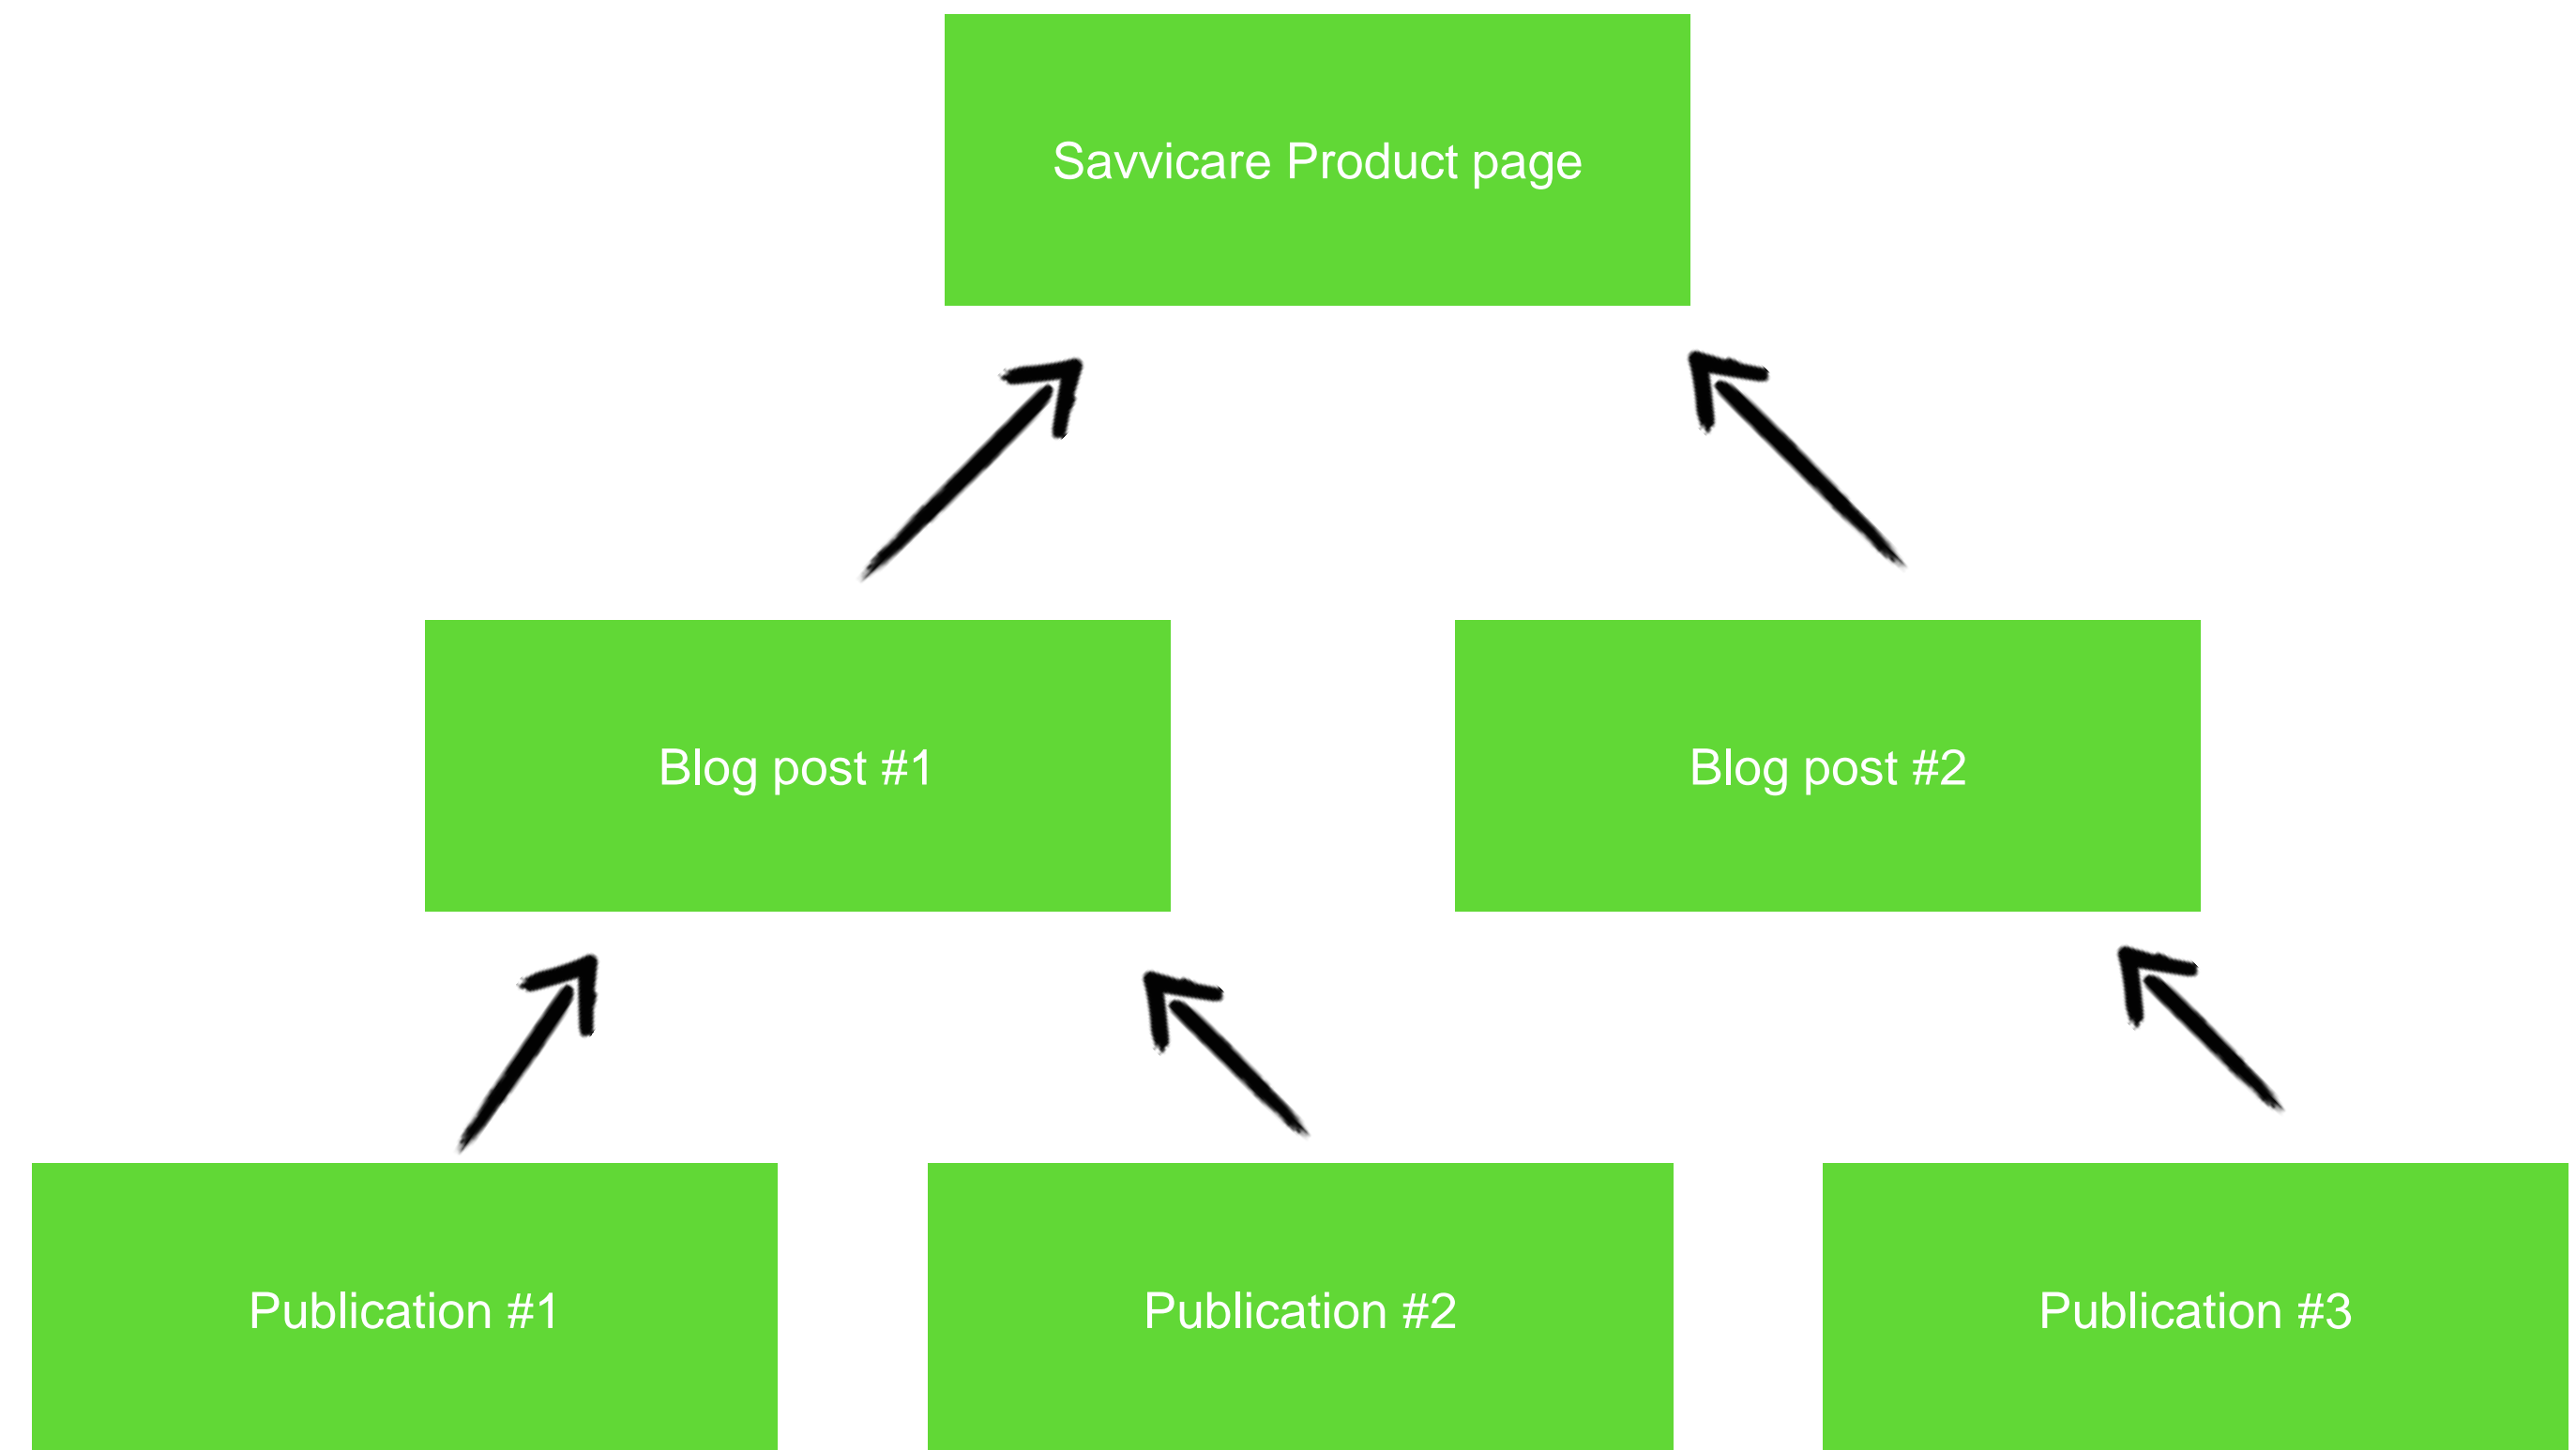 Savvicare Product page
Blog post #1
Blog post #2
Publication #1
Publication #2
Publication #3